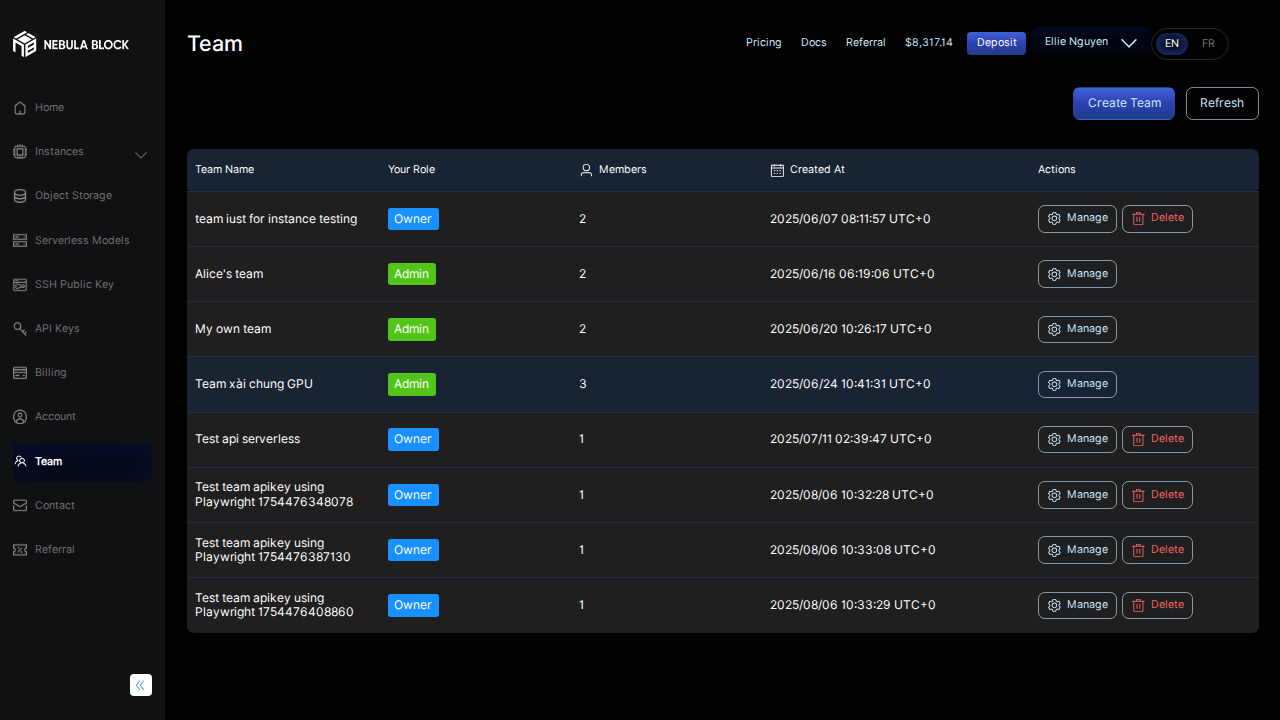 NEBULA BLOCK
Team
Pricing
Docs
Referral
$8,317.14
Deposit
Ellie Nguyen
EN
FR
Home
Instances
Object Storage
Serverless Models
SSH Public Key
API Keys
Billing
Account
Team
Contact
Referral
Create Team
Refresh
Team Name Your Role Members Created At Actions
team iust for instance testing Owner 2 2025/06/07 08:11:57 UTC+0 Manage Delete
Alice's team Admin 2 2025/06/16 06:19:06 UTC+0 Manage
My own team Admin 2 2025/06/20 10:26:17 UTC+0 Manage
Team xài chung GPU Admin 3 2025/06/24 10:41:31 UTC+0 Manage
Test api serverless Owner 1 2025/07/11 02:39:47 UTC+0 Manage Delete
Test team apikey using
Playwright 1754476348078 Owner 1 2025/08/06 10:32:28 UTC+0 Manage Delete
Test team apikey using
Playwright 1754476387130 Owner 1 2025/08/06 10:33:08 UTC+0 Manage Delete
Test team apikey using
Playwright 1754476408860 Owner 1 2025/08/06 10:33:29 UTC+0 Manage Delete